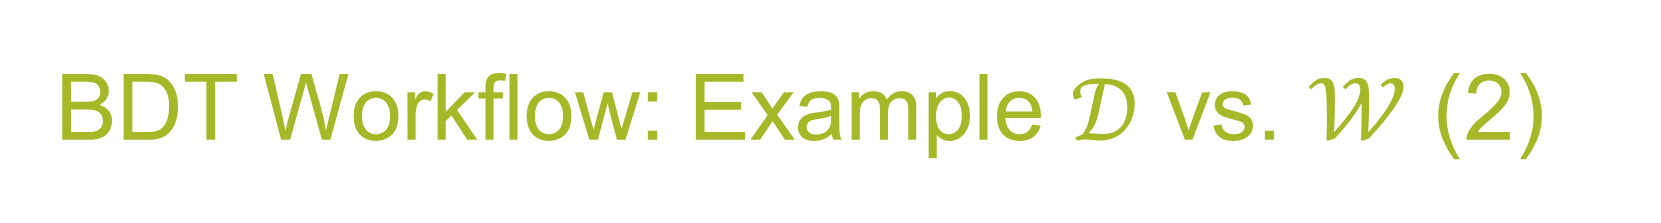 BDT Workflow: Example 𝒟 vs. 𝒲 (2)